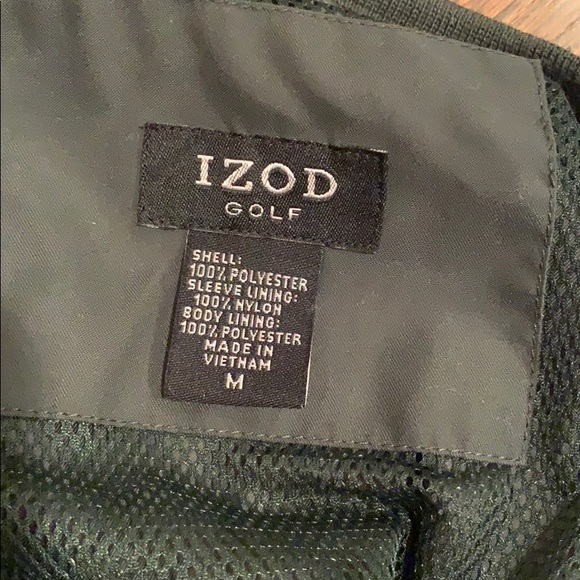 IZOD
GOLF
SHELL:
100% POLYESTER
SLEEVE LINING:
100% NYLON
BODY LINING:
100% POLYESTER
MADE IN
VIETNAM
M